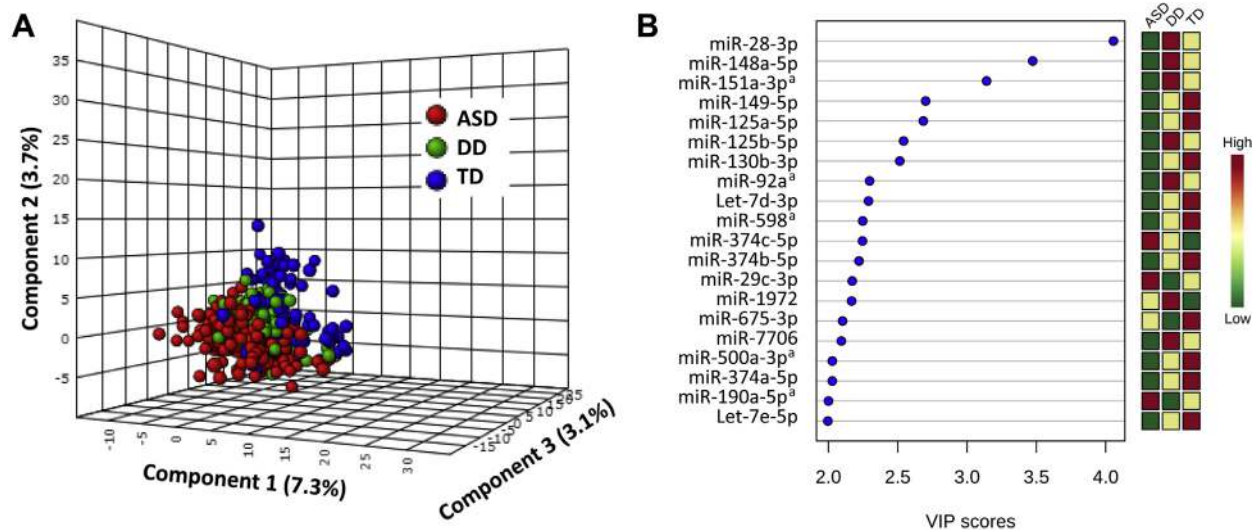 A
35
30
25
20
15
10
5
0
-5
Component 2 (3.7%)
ASD
DD
TD
-10
-5
0
5
10
15
20
25
30
Component 1 (7.3%)
Component 3 (3.1%)
B
ASD
DD
TD
miR-28-3p
miR-148a-5p
miR-151a-3pᵃ
miR-149-5p
miR-125a-5p
miR-125b-5p
miR-130b-3p
miR-92aᵃ
Let-7d-3p
miR-598ᵃ
miR-374c-5p
miR-374b-5p
miR-29c-3p
miR-1972
miR-675-3p
miR-7706
miR-500a-3pᵃ
miR-374a-5p
miR-190a-5pᵃ
Let-7e-5p
High
Low
2.0 2.5 3.0 3.5 4.0
VIP scores